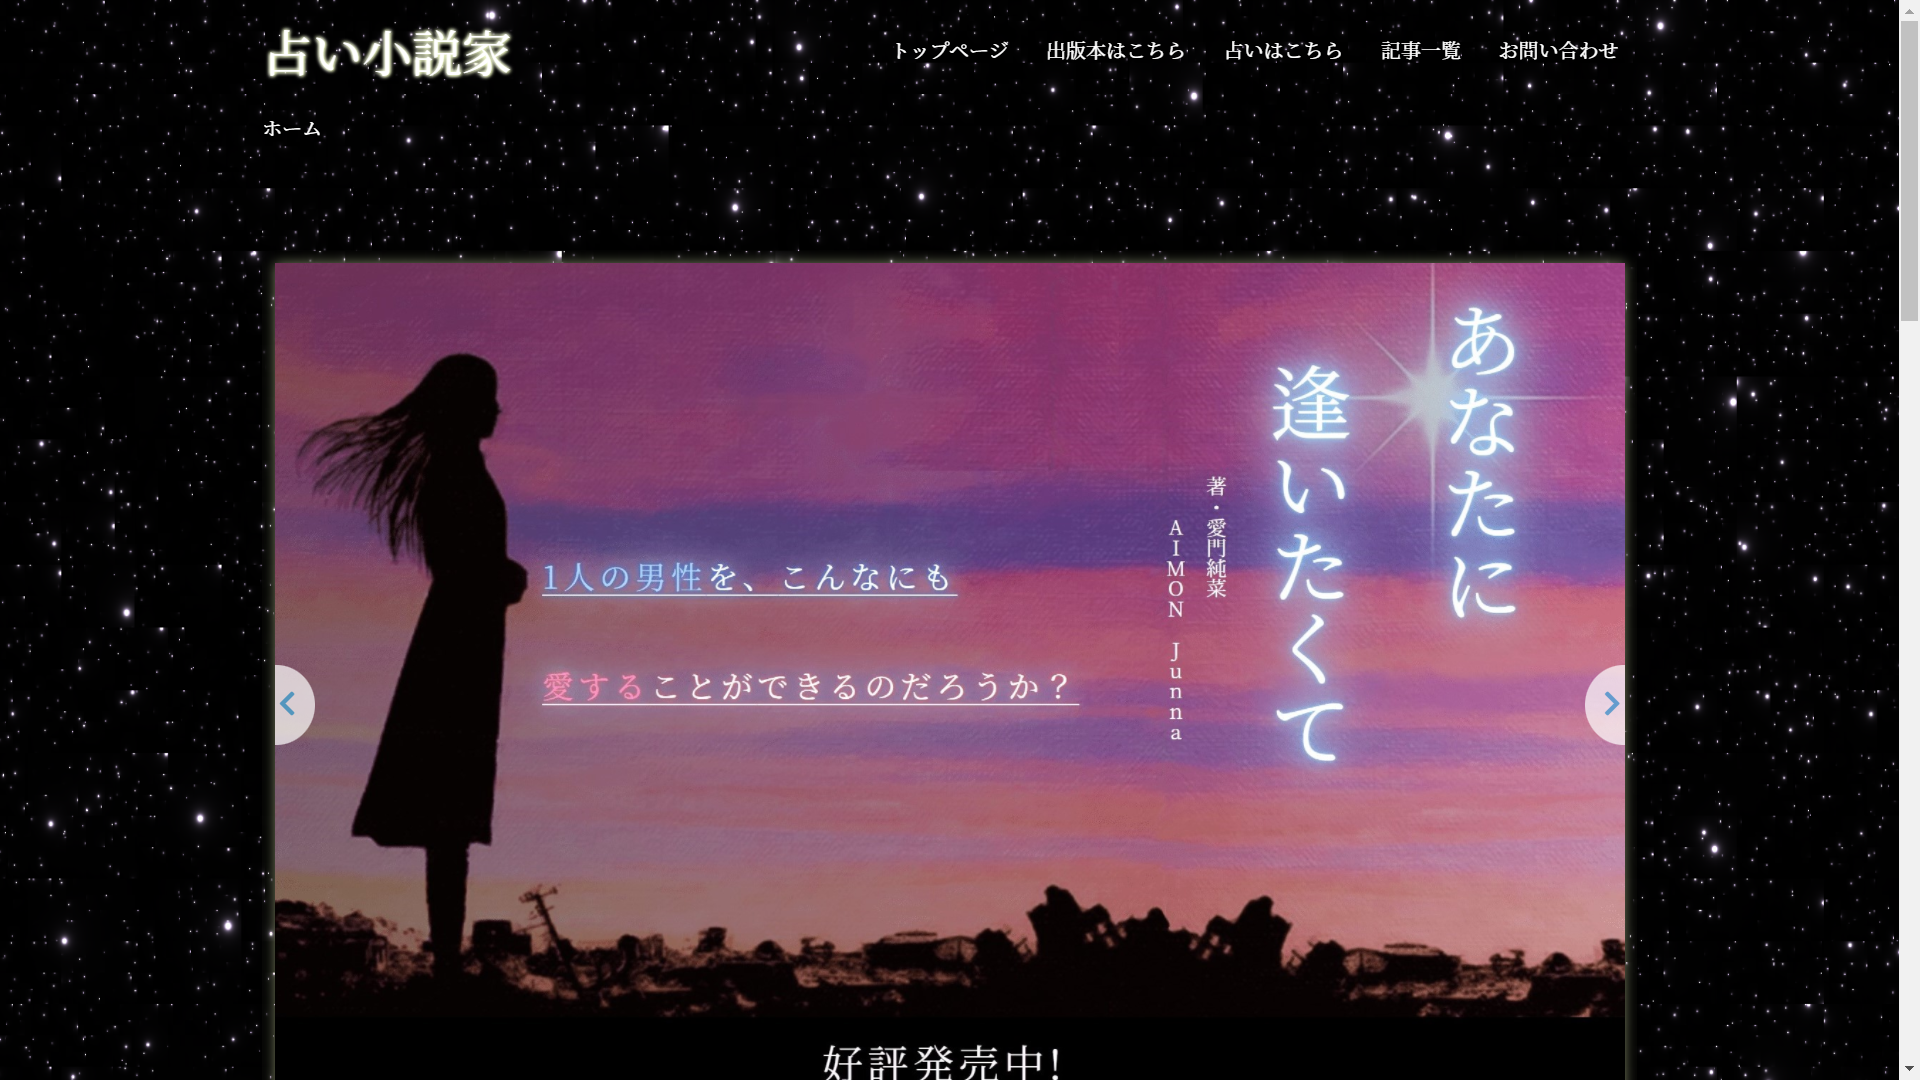 占い小説家
トップページ
出版本はこちら
占いはこちら
記事一覧
お問い合わせ
ホーム
あなたに
逢いたくて
著・愛門純菜
AIMON Junna
1人の男性を、こんなにも
愛することができるのだろうか？
好評発売中!